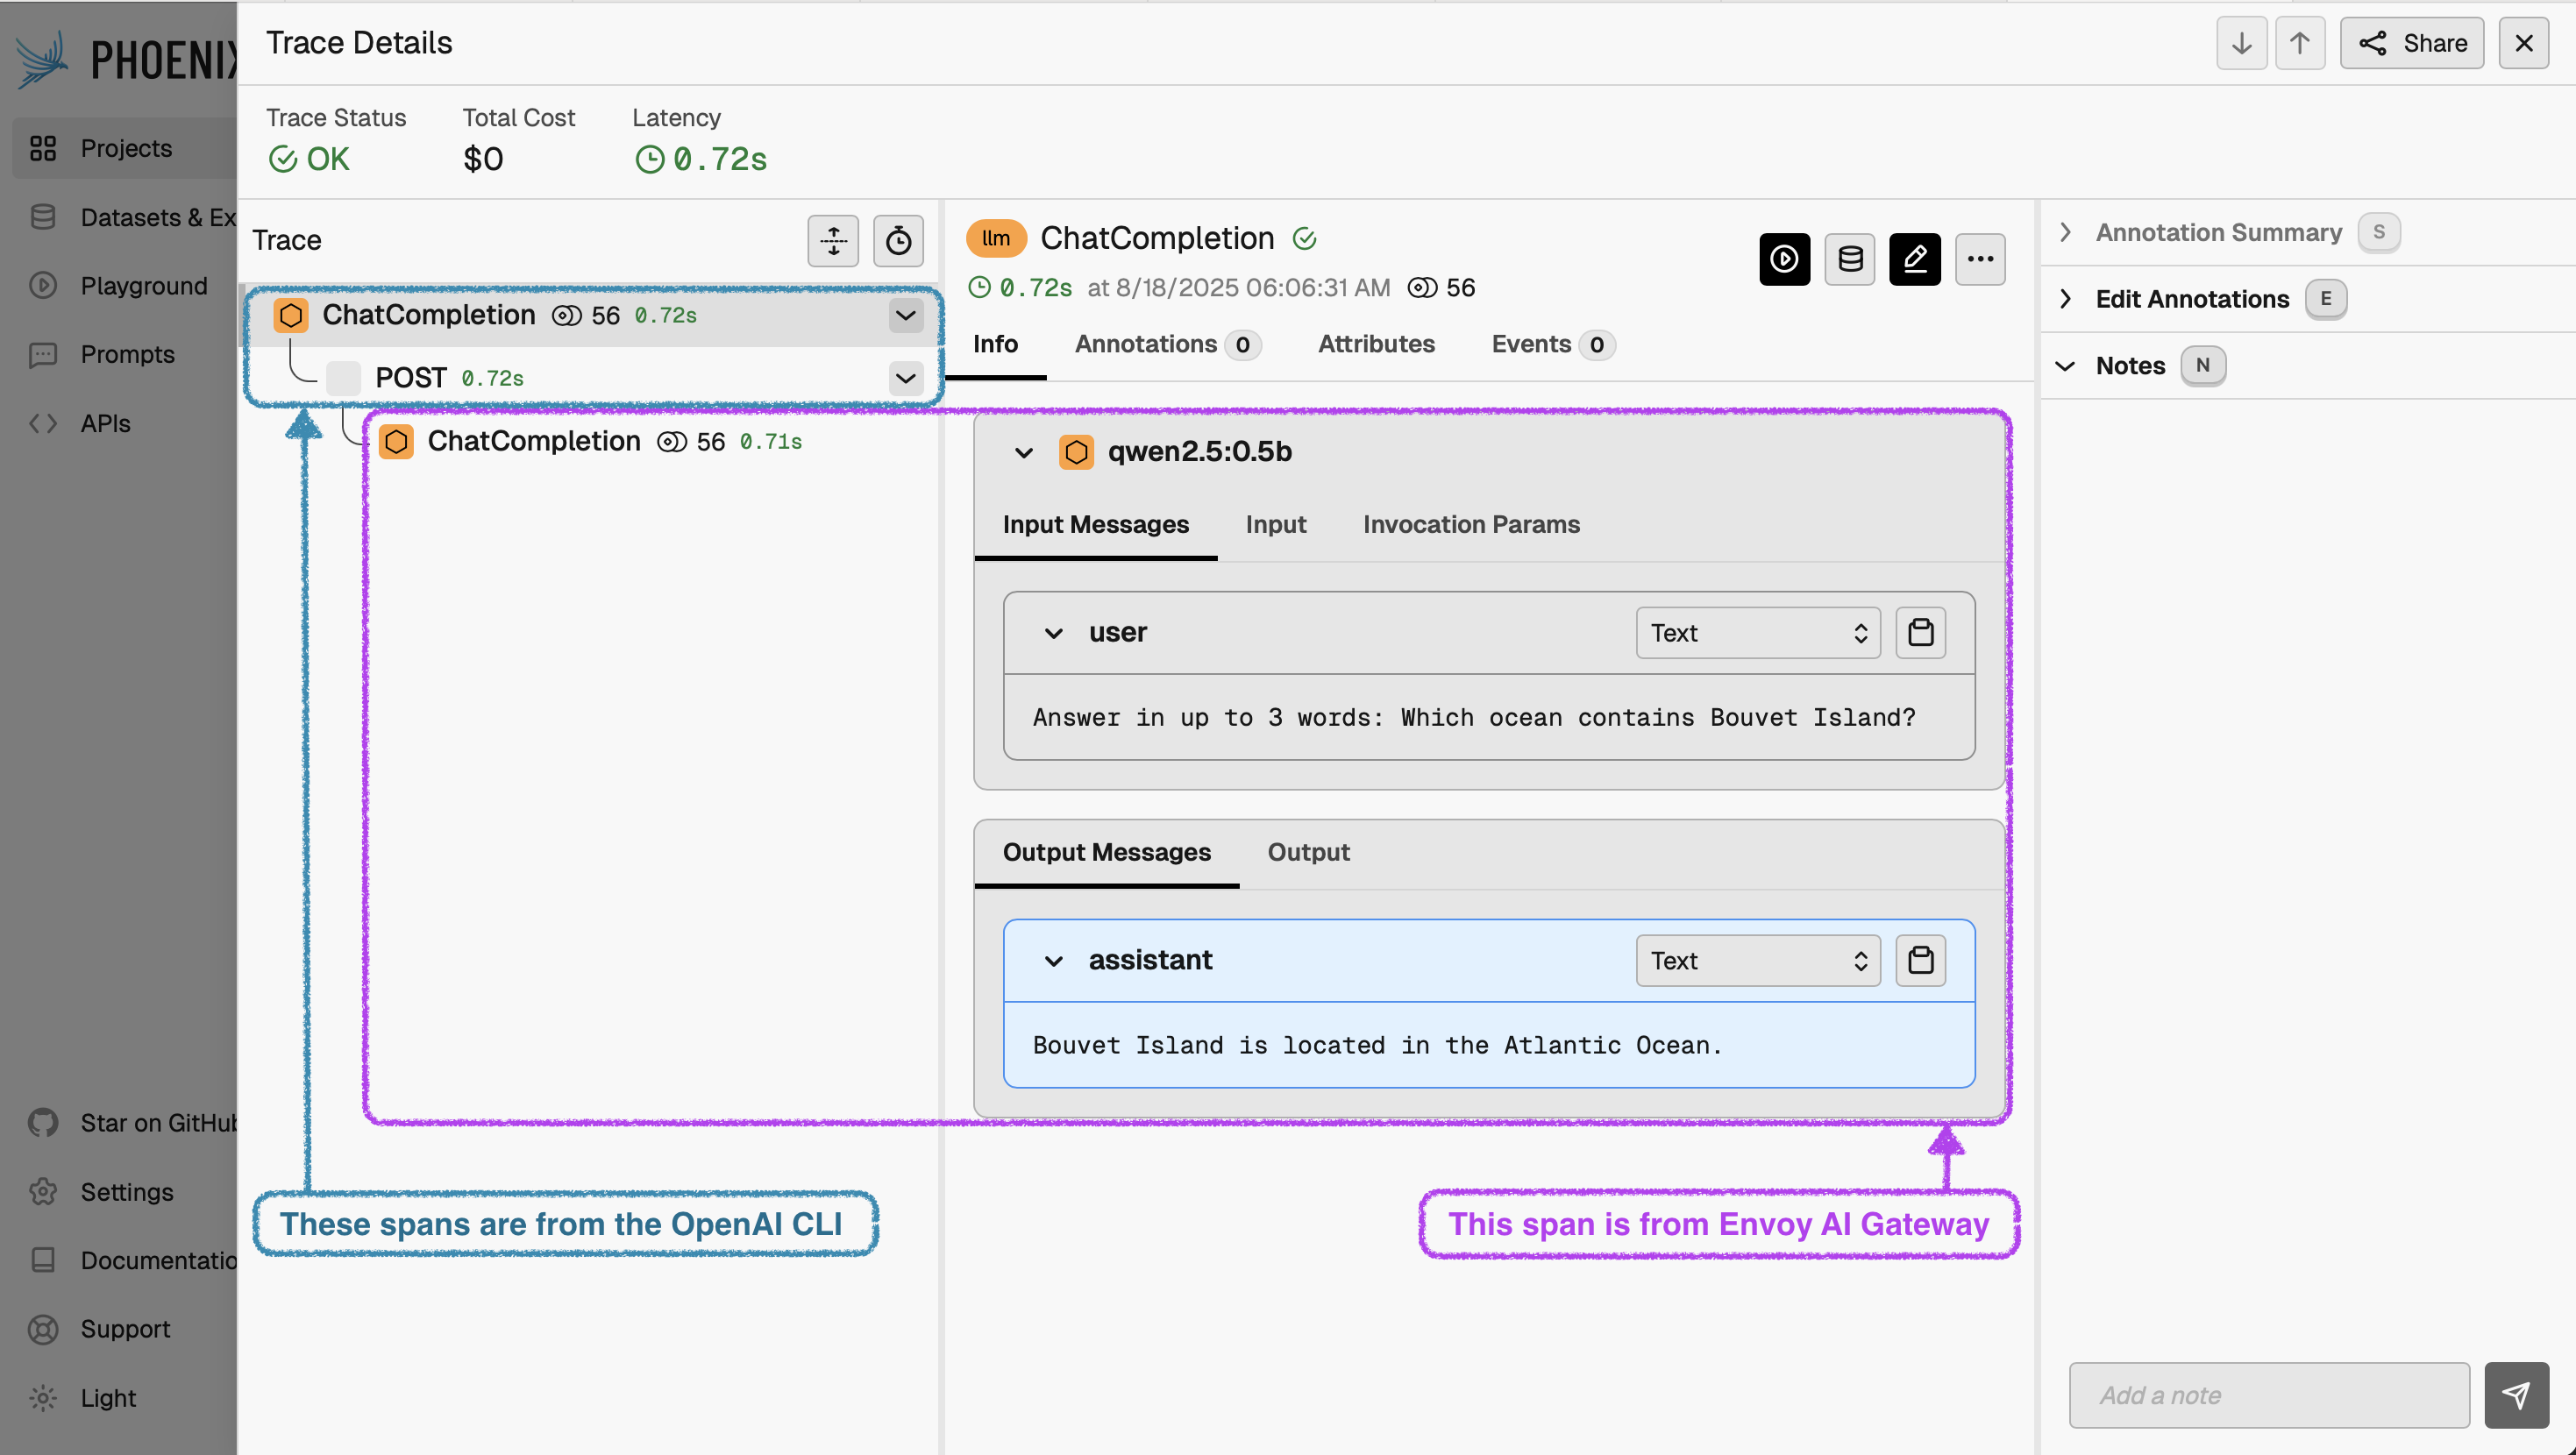 PHOENIX
Projects
Datasets & Ex
Playground
Prompts
APIs
Star on GitHub
Settings
Documentatio
Support
Light
Trace Details
Share
Trace Status
OK
Total Cost
$0
Latency
0.72s
Trace
ChatCompletion 56 0.72s
POST 0.72s
ChatCompletion 56 0.71s
These spans are from the OpenAI CLI
llm ChatCompletion
0.72s at 8/18/2025 06:06:31 AM 56
Info Annotations 0 Attributes Events 0
qwen2.5:0.5b
Input Messages Input Invocation Params
user Text
Answer in up to 3 words: Which ocean contains Bouvet Island?
Output Messages Output
assistant Text
Bouvet Island is located in the Atlantic Ocean.
This span is from Envoy AI Gateway
Annotation Summary S
Edit Annotations E
Notes N
Add a note